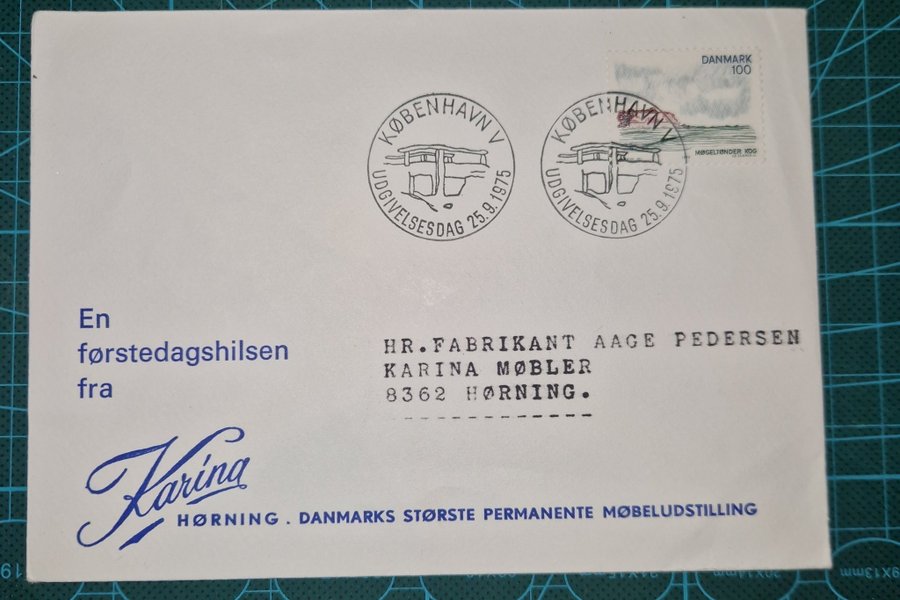 DANMARK
100
MØGELTØNDER KOG
KØBENHAVN V
UDGIVELSESDAG 25.9.1975
KØBENHAVN V
UDGIVELSESDAG 25.9.1975
En
førstedagshilsen
fra
HR.FABRIKANT AAGE PEDERSEN
KARINA MØBLER
8362 HØRNING.
Karina
HØRNING . DANMARKS STØRSTE PERMANENTE MØBELUDSTILLING